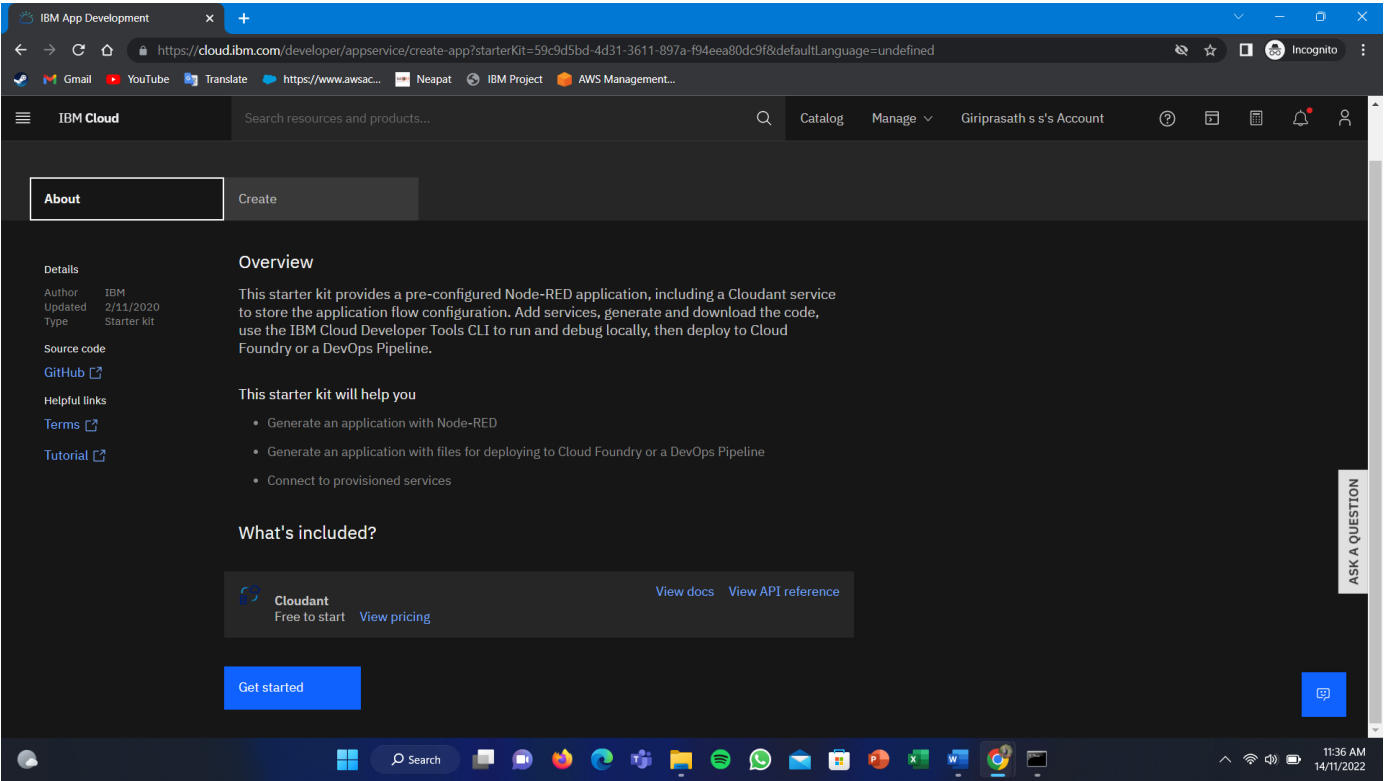 IBM App Development
https://cloud.ibm.com/developer/appservice/create-app?starterKit=59c9d5bd-4d31-3611-897a-f94eea80dc9f&defaultLanguage=undefined
Incognito
Gmail
YouTube
Translate
https://www.awsac...
Neapat
IBM Project
AWS Management...
IBM Cloud
Search resources and products...
Catalog
Manage
Giriprasath s s's Account
About
Create
Details
Author IBM
Updated 2/11/2020
Type Starter kit
Source code
GitHub
Helpful links
Terms
Tutorial
Overview
This starter kit provides a pre-configured Node-RED application, including a Cloudant service
to store the application flow configuration. Add services, generate and download the code,
use the IBM Cloud Developer Tools CLI to run and debug locally, then deploy to Cloud
Foundry or a DevOps Pipeline.
This starter kit will help you
• Generate an application with Node-RED
• Generate an application with files for deploying to Cloud Foundry or a DevOps Pipeline
• Connect to provisioned services
What's included?
Cloudant
Free to start View pricing
View docs View API reference
Get started
ASK A QUESTION
Search
11:36 AM
14/11/2022